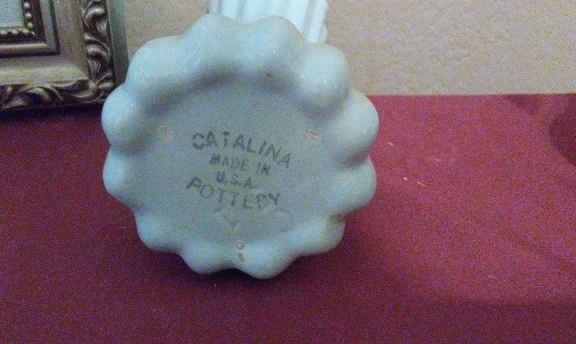 CATALINA
MADE IN
U.S.A.
POTTERY